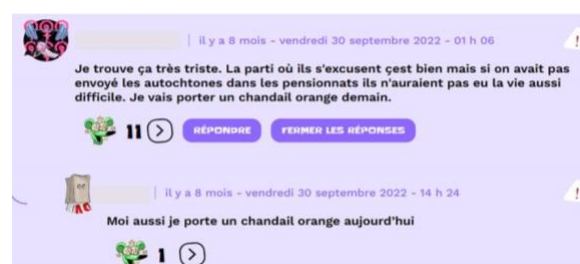 il y a 8 mois - vendredi 30 septembre 2022 - 01 h 06
!
Je trouve ça très triste. La parti où ils s'excusent çest bien mais si on avait pas
envoyé les autochtones dans les pensionnats ils n'auraient pas eu la vie aussi
difficile. Je vais porter un chandail orange demain.
11 RÉPONDRE FERMER LES RÉPONSES
il y a 8 mois - vendredi 30 septembre 2022 - 14 h 24
!
Moi aussi je porte un chandail orange aujourd'hui
1